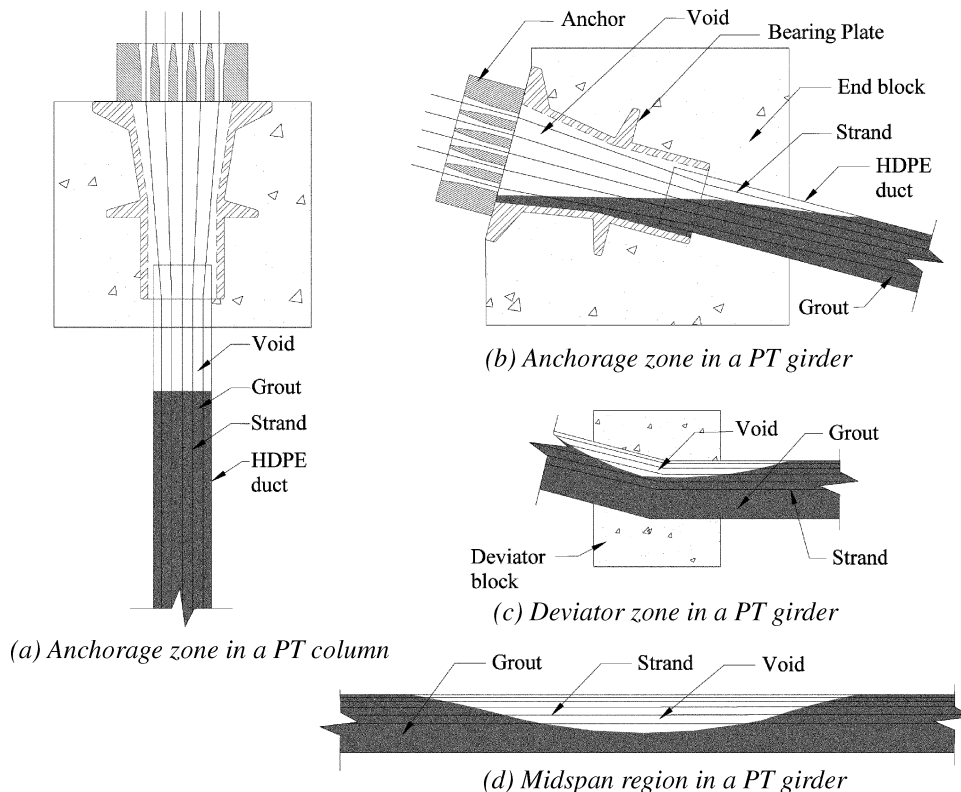 Void
Grout
Strand
HDPE
duct
(a) Anchorage zone in a PT column
Anchor
Void
Bearing Plate
End block
Strand
HDPE
duct
Grout
(b) Anchorage zone in a PT girder
Void
Grout
Deviator
block
Strand
(c) Deviator zone in a PT girder
Grout
Strand
Void
(d) Midspan region in a PT girder